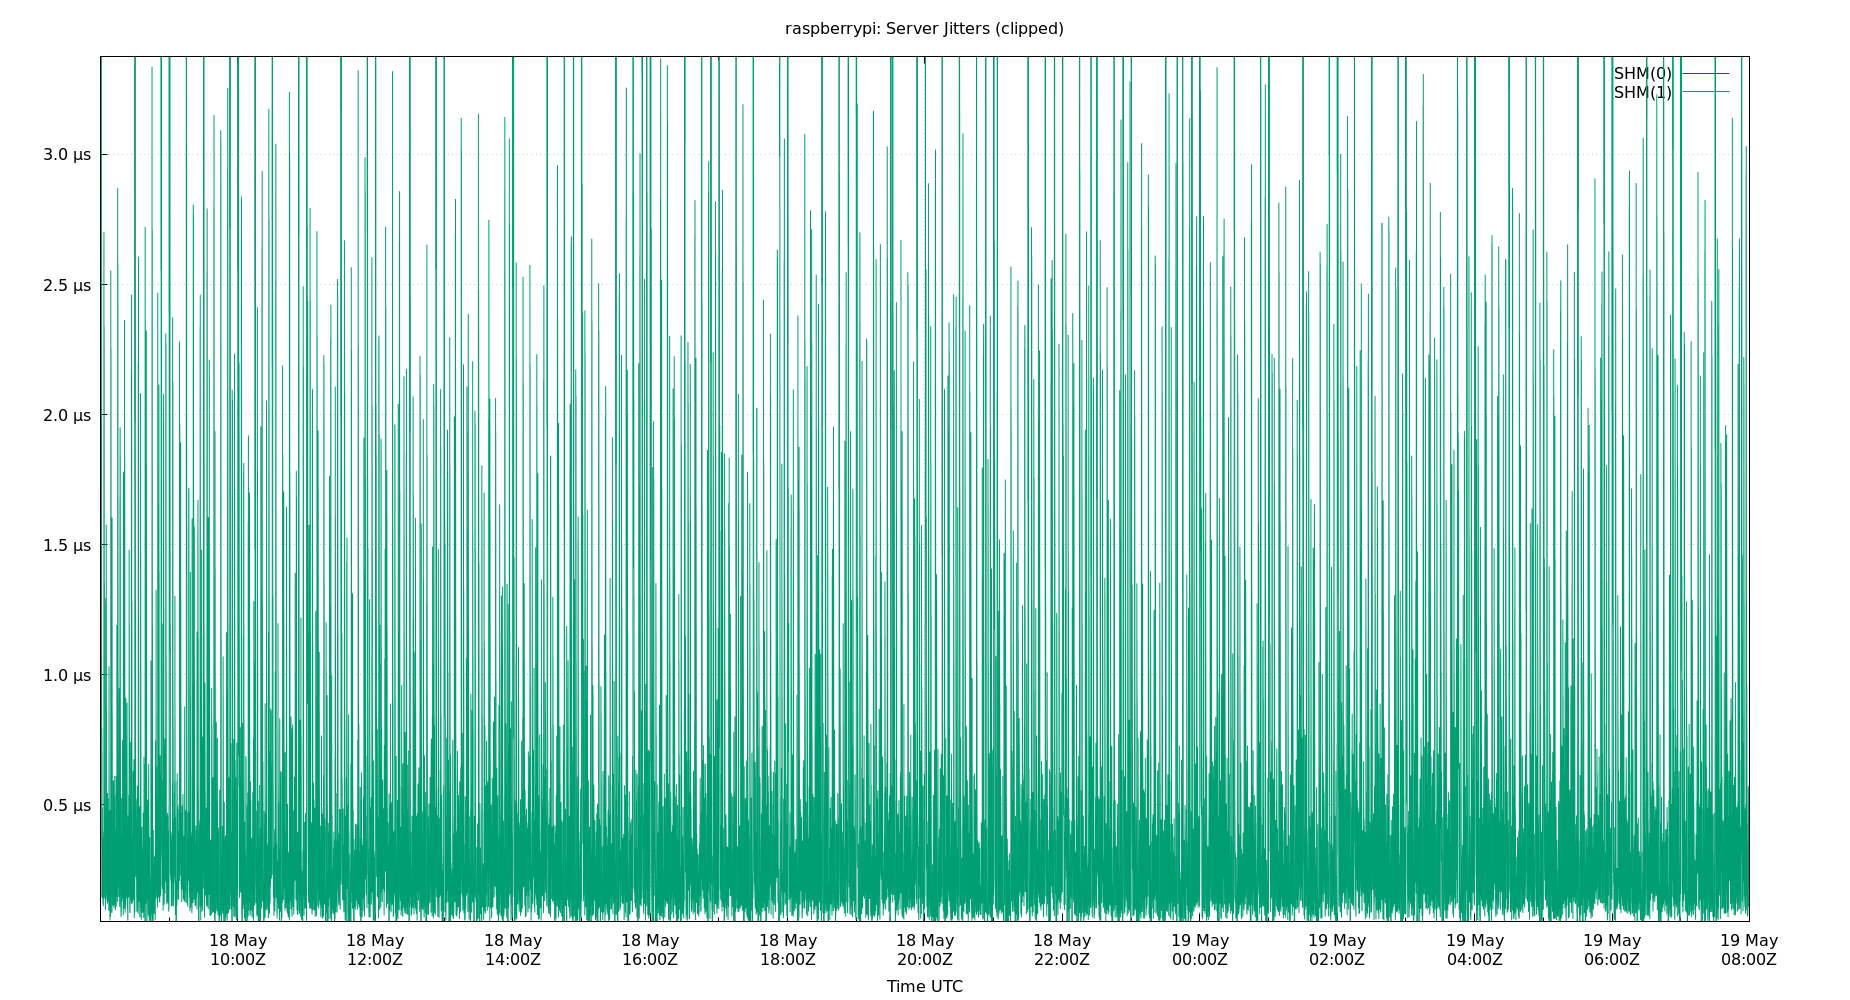 raspberrypi: Server Jitters (clipped)
SHM(0)
SHM(1)
3.0 µs
2.5 µs
2.0 µs
1.5 µs
1.0 µs
0.5 µs
18 May 18 May 18 May 18 May 18 May 18 May 18 May 19 May 19 May 19 May 19 May 19 May
10:00Z 12:00Z 14:00Z 16:00Z 18:00Z 20:00Z 22:00Z 00:00Z 02:00Z 04:00Z 06:00Z 08:00Z
Time UTC